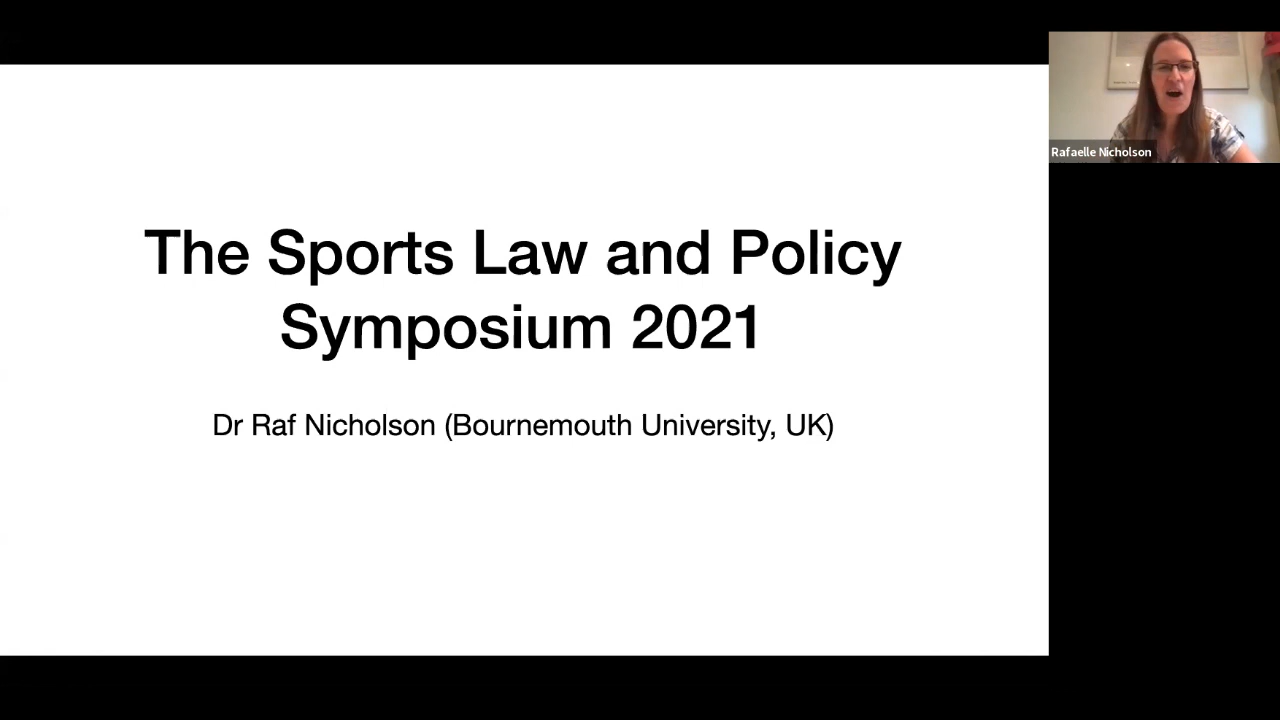 The Sports Law and Policy
Symposium 2021
Dr Raf Nicholson (Bournemouth University, UK)
Rafaelle Nicholson